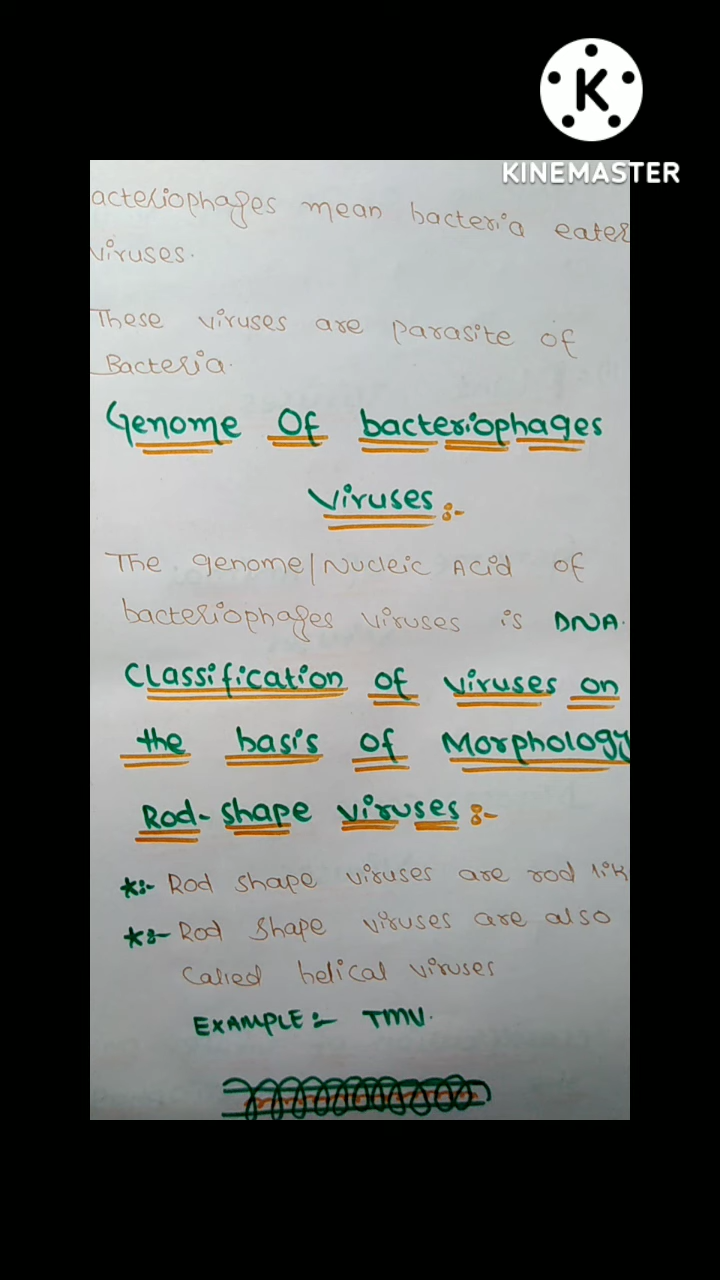 KINEMASTER
acteriophages mean bacteria eater
viruses.
These viruses are parasite of
Bacteria.
Genome Of bacteriophages
Viruses :-
The genome/Nucleic Acid of
bacteriophages viruses is DNA.
Classification of viruses on
the basis of Morphology
Rod-shape viruses :-
*:- Rod shape viruses are rod lik
*:- Rod shape viruses are also
Called helical viruses
EXAMPLE :- TMV.